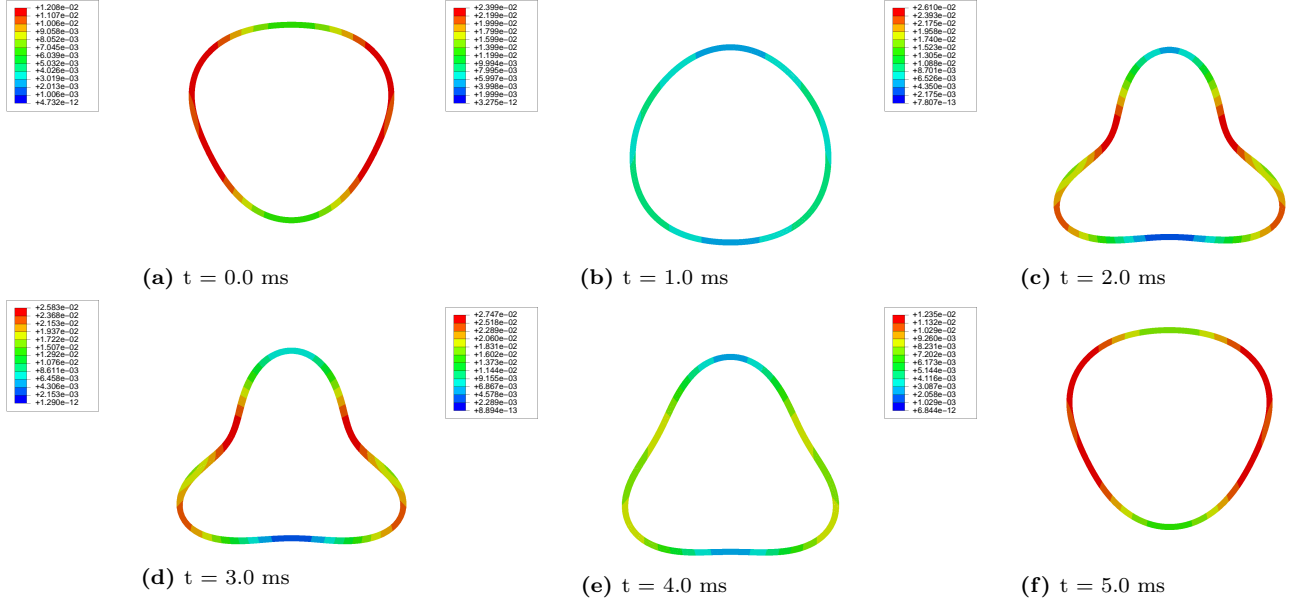 +1.208e−02
+1.107e−02
+1.006e−02
+9.058e−03
+8.052e−03
+7.045e−03
+6.039e−03
+5.032e−03
+4.026e−03
+3.019e−03
+2.013e−03
+1.006e−03
+4.732e−12
(a) t = 0.0 ms
+2.399e−02
+2.199e−02
+1.999e−02
+1.799e−02
+1.599e−02
+1.399e−02
+1.199e−02
+9.994e−03
+7.995e−03
+5.997e−03
+3.998e−03
+1.999e−03
+3.275e−12
(b) t = 1.0 ms
+2.610e−02
+2.393e−02
+2.175e−02
+1.958e−02
+1.740e−02
+1.523e−02
+1.305e−02
+1.088e−02
+8.701e−03
+6.526e−03
+4.350e−03
+2.175e−03
+7.807e−13
(c) t = 2.0 ms
+2.583e−02
+2.368e−02
+2.153e−02
+1.937e−02
+1.722e−02
+1.507e−02
+1.292e−02
+1.076e−02
+8.611e−03
+6.458e−03
+4.306e−03
+2.153e−03
+1.290e−12
(d) t = 3.0 ms
+2.747e−02
+2.518e−02
+2.289e−02
+2.060e−02
+1.831e−02
+1.602e−02
+1.373e−02
+1.144e−02
+9.155e−03
+6.867e−03
+4.578e−03
+2.289e−03
+8.894e−13
(e) t = 4.0 ms
+1.235e−02
+1.132e−02
+1.029e−02
+9.260e−03
+8.231e−03
+7.202e−03
+6.173e−03
+5.144e−03
+4.116e−03
+3.087e−03
+2.058e−03
+1.029e−03
+6.844e−12
(f) t = 5.0 ms